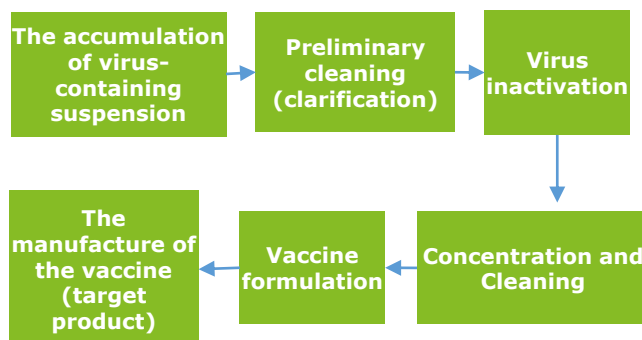 The accumulation
of virus-
containing
suspension
Preliminary
cleaning
(clarification)
Virus
inactivation
Concentration and
Cleaning
Vaccine
formulation
The
manufacture of
the vaccine
(target
product)